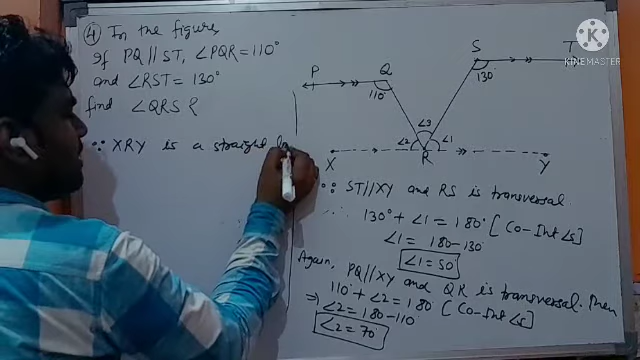 ④ In the figure,
If PQ || ST, ∠PQR = 110°
and ∠RST = 130°
find ∠QRS ?
∵ XRY is a straight
P
Q
110°
S
T
130°
∠3
∠2
∠1
X
R
Y
∵ ST//XY and RS is transversal
∴ 130° + ∠1 = 180° [Co-Int ∠s]
∠1 = 180-130
∠1 = 50°
Again, PQ//XY and QR is transversal. Then
110° + ∠2 = 180 [Co-Int ∠s]
⇒ ∠2 = 180-110
∠2 = 70°
KINEMASTER